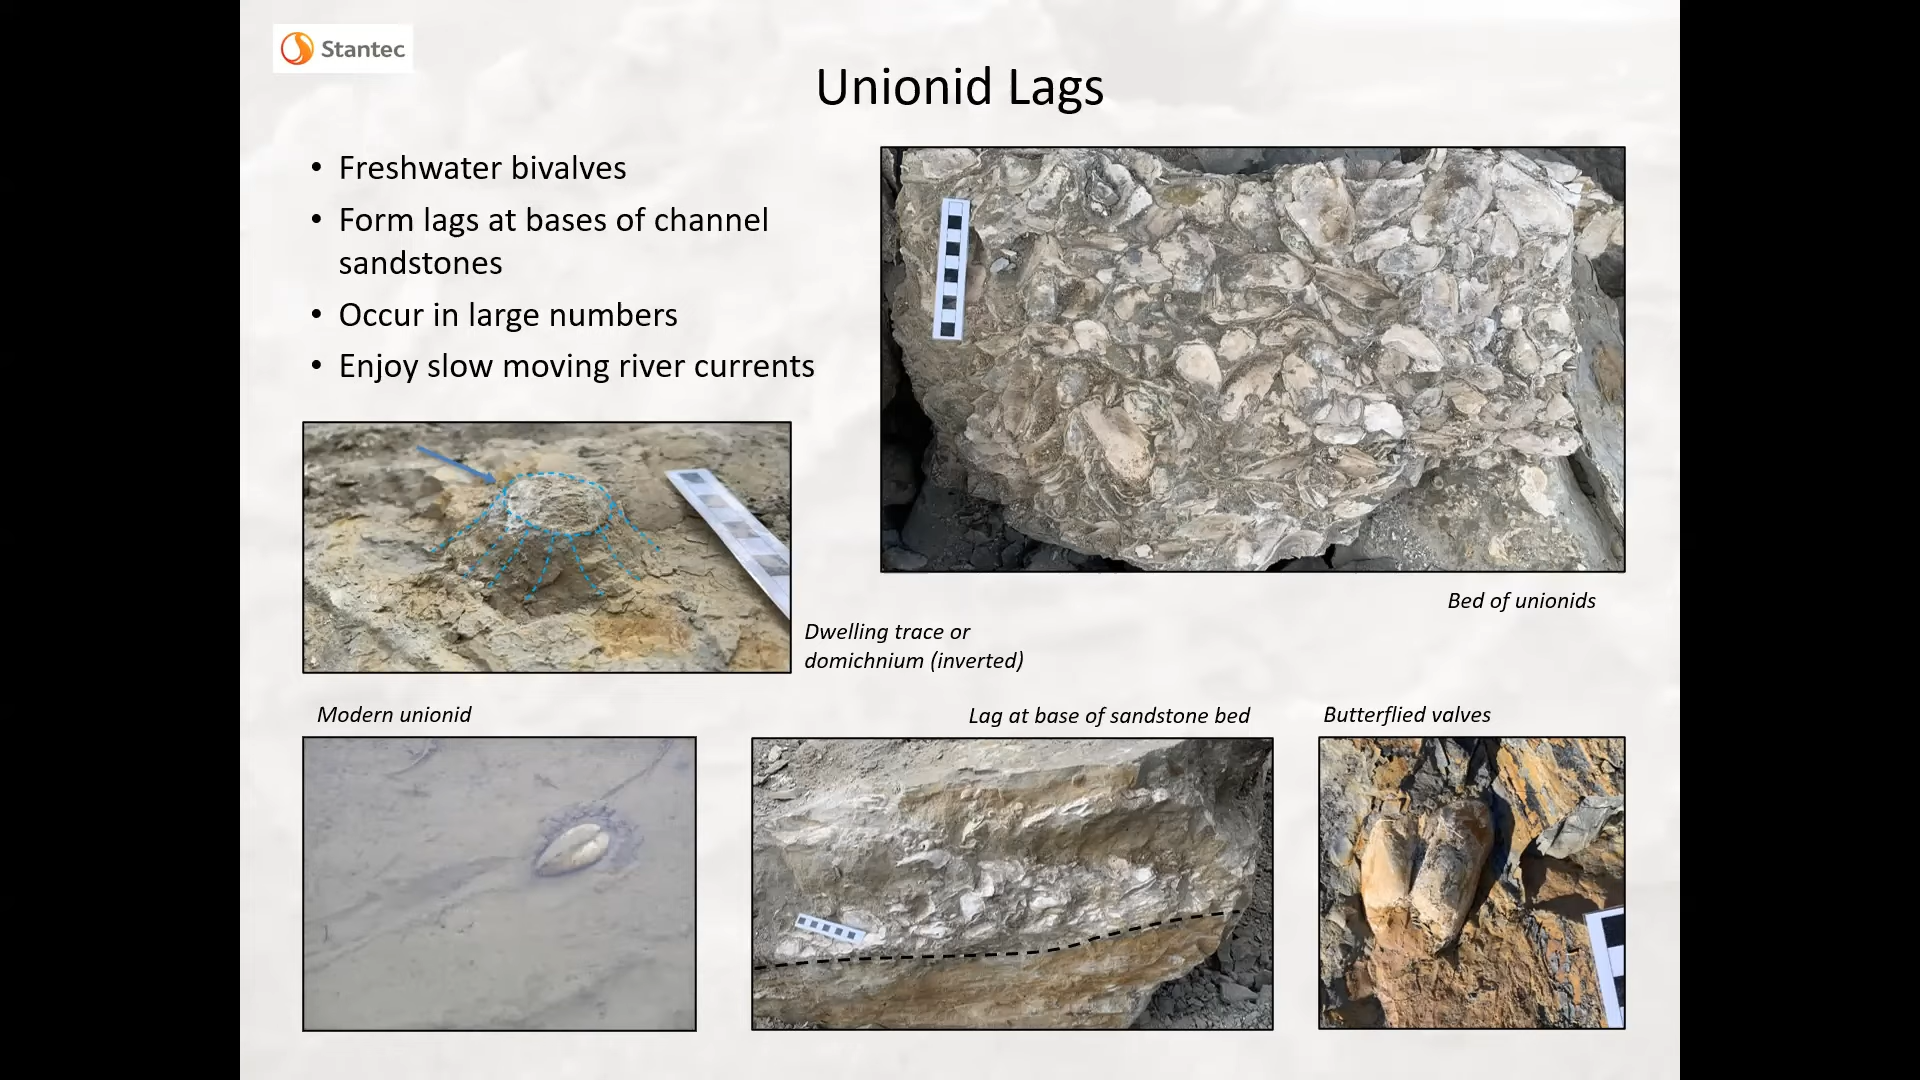 Stantec
Unionid Lags
• Freshwater bivalves
• Form lags at bases of channel
sandstones
• Occur in large numbers
• Enjoy slow moving river currents
Bed of unionids
Dwelling trace or
domichnium (inverted)
Modern unionid
Lag at base of sandstone bed
Butterflied valves